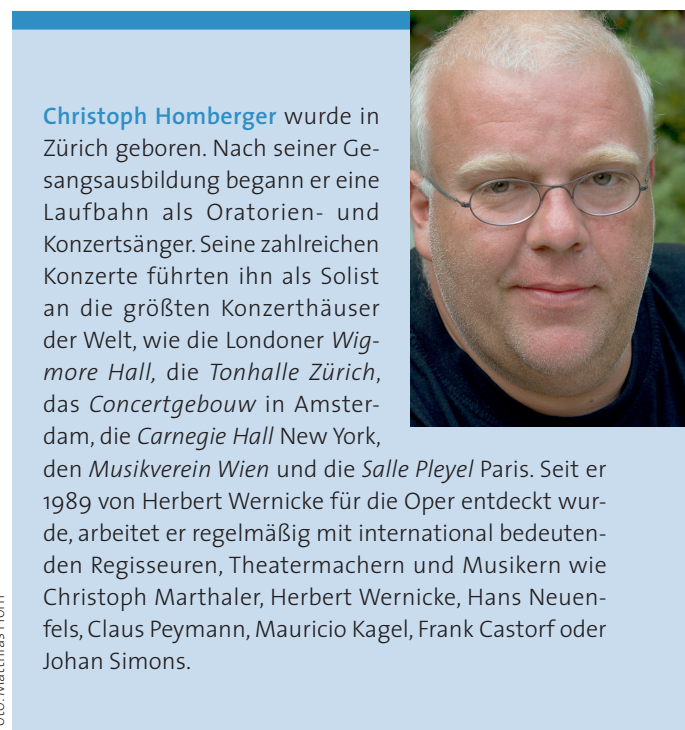 Christoph Homberger wurde in
Zürich geboren. Nach seiner Ge-
sangsausbildung begann er eine
Laufbahn als Oratorien- und
Konzertsänger. Seine zahlreichen
Konzerte führten ihn als Solist
an die größten Konzerthäuser
der Welt, wie die Londoner Wig-
more Hall, die Tonhalle Zürich,
das Concertgebouw in Amster-
dam, die Carnegie Hall New York,
den Musikverein Wien und die Salle Pleyel Paris. Seit er
1989 von Herbert Wernicke für die Oper entdeckt wur-
de, arbeitet er regelmäßig mit international bedeuten-
den Regisseuren, Theatermachern und Musikern wie
Christoph Marthaler, Herbert Wernicke, Hans Neuen-
fels, Claus Peymann, Mauricio Kagel, Frank Castorf oder
Johan Simons.